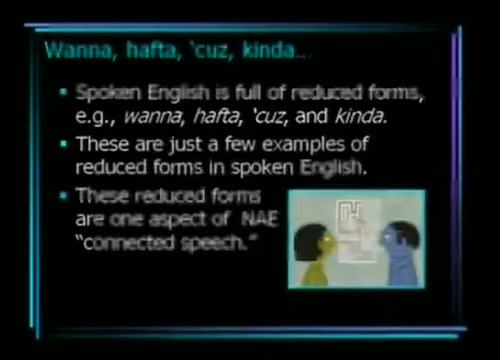 Wanna, hafta, 'cuz, kinda...
Spoken English is full of reduced forms,
e.g., wanna, hafta, 'cuz, and kinda.
These are just a few examples of
reduced forms in spoken English.
These reduced forms
are one aspect of NAE
"connected speech."